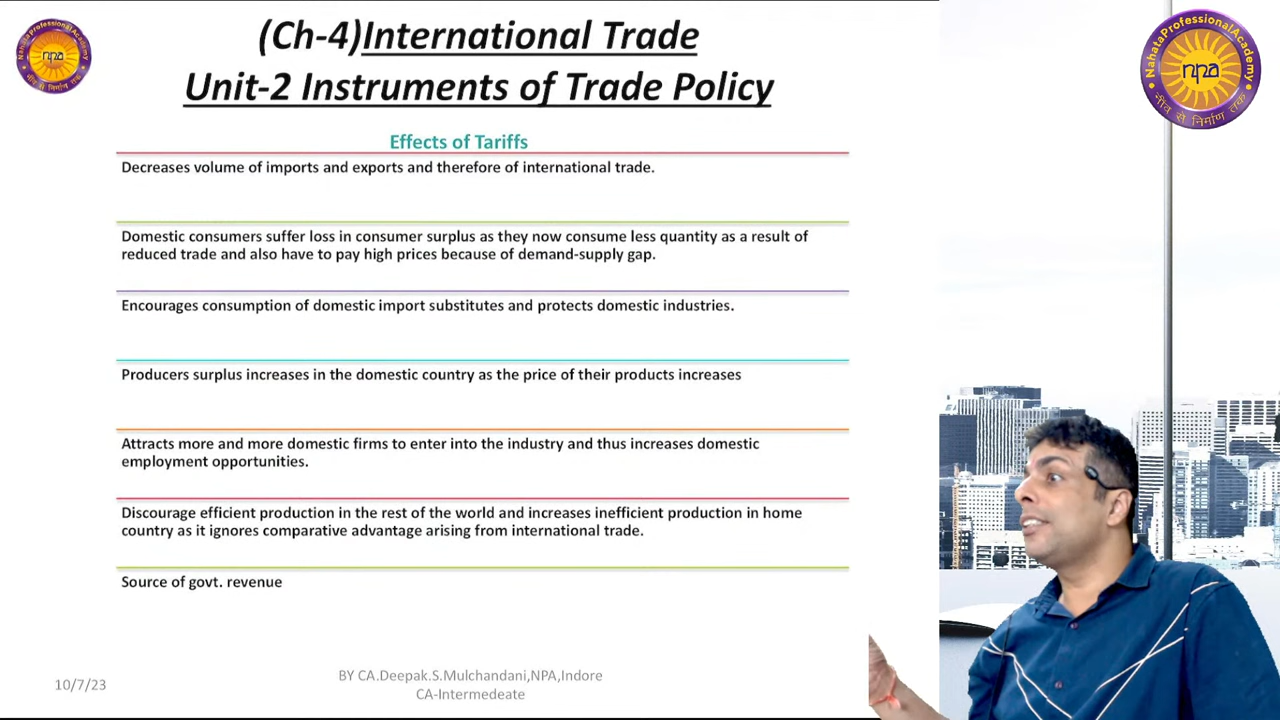 (Ch-4)International Trade
Unit-2 Instruments of Trade Policy
NahataProfessionalAcademy
npa
नींव से निर्माण तक
NahataProfessionalAcademy
npa
नींव से निर्माण तक
Effects of Tariffs
Decreases volume of imports and exports and therefore of international trade.
Domestic consumers suffer loss in consumer surplus as they now consume less quantity as a result of
reduced trade and also have to pay high prices because of demand-supply gap.
Encourages consumption of domestic import substitutes and protects domestic industries.
Producers surplus increases in the domestic country as the price of their products increases
Attracts more and more domestic firms to enter into the industry and thus increases domestic
employment opportunities.
Discourage efficient production in the rest of the world and increases inefficient production in home
country as it ignores comparative advantage arising from international trade.
Source of govt. revenue
10/7/23
BY CA.Deepak.S.Mulchandani,NPA,Indore
CA-Intermedeate